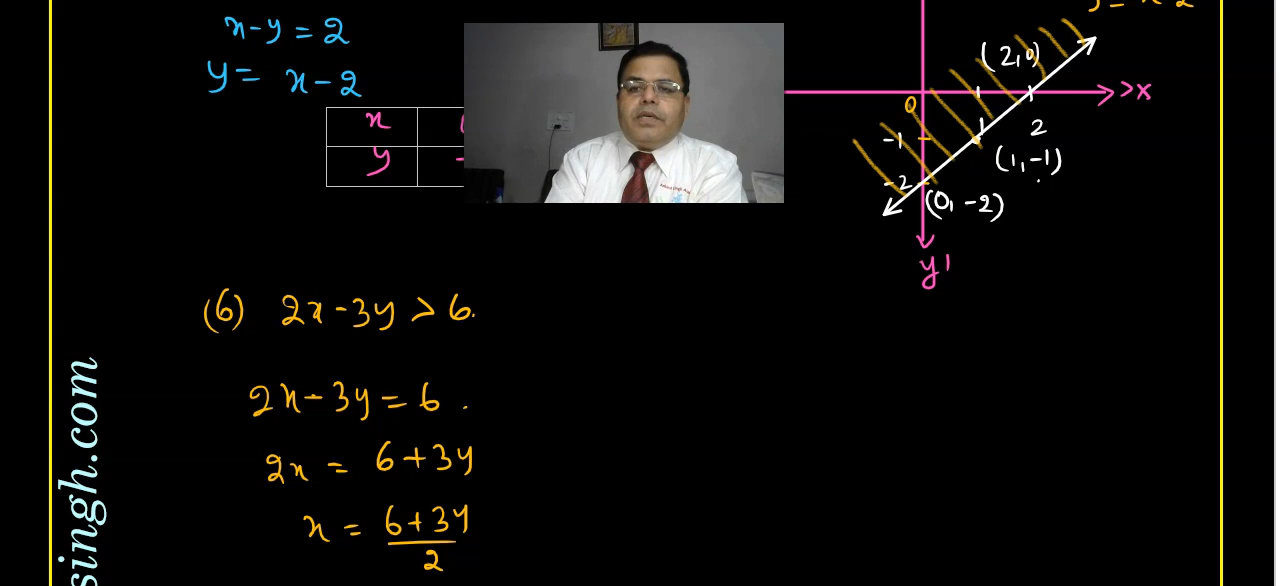 x-y = 2
y = x-2
x
y
(2,0)
>x
0
-1
1
2
(1,-1)
-2
(0,-2)
y'
(6) 2x-3y > 6.
2x-3y = 6.
2x = 6+3y
x = 6+3y
2
singh.com